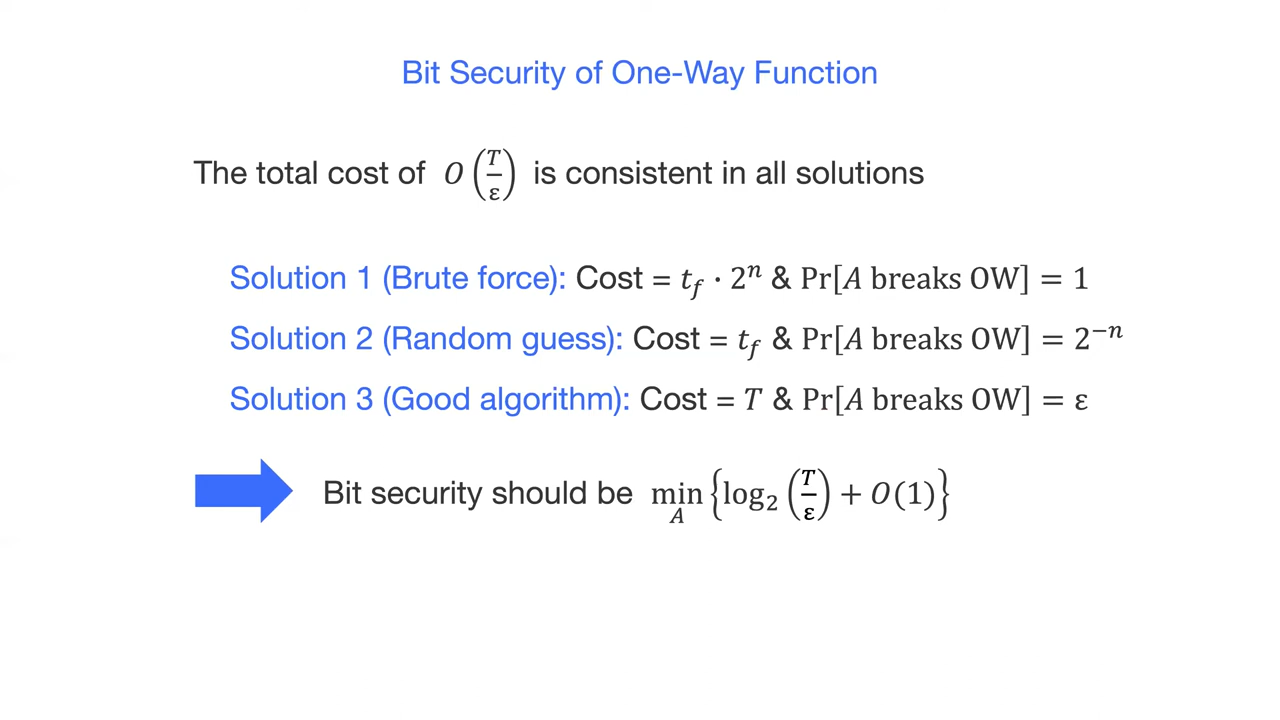 Bit Security of One-Way Function
The total cost of O(T/ε) is consistent in all solutions
Solution 1 (Brute force): Cost = t_f · 2^n & Pr[A breaks OW] = 1
Solution 2 (Random guess): Cost = t_f & Pr[A breaks OW] = 2^{−n}
Solution 3 (Good algorithm): Cost = T & Pr[A breaks OW] = ε
Bit security should be min_A {log_2 (T/ε) + O(1)}